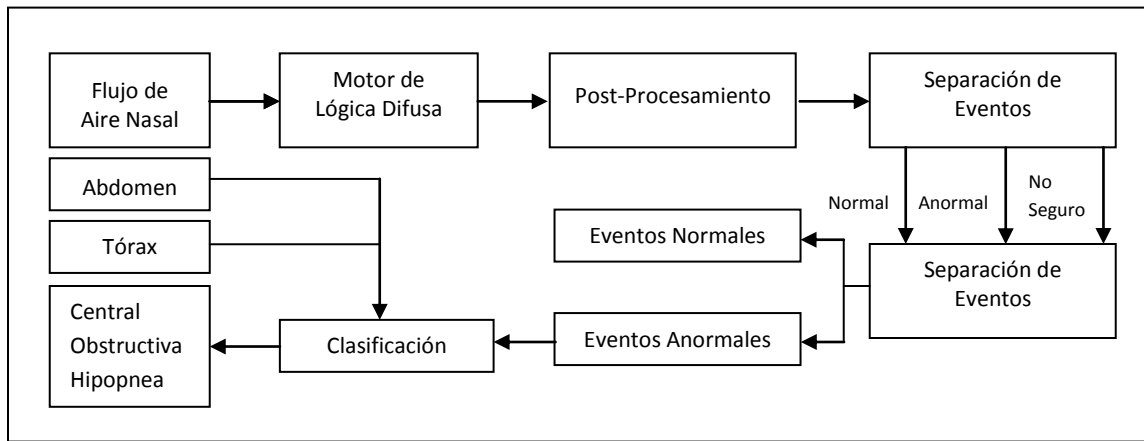 Flujo de
Aire Nasal
Motor de
Lógica Difusa
Post-Procesamiento
Separación de
Eventos
Abdomen
Tórax
Normal
Anormal
No
Seguro
Eventos Normales
Separación de
Eventos
Central
Obstructiva
Hipopnea
Clasificación
Eventos Anormales